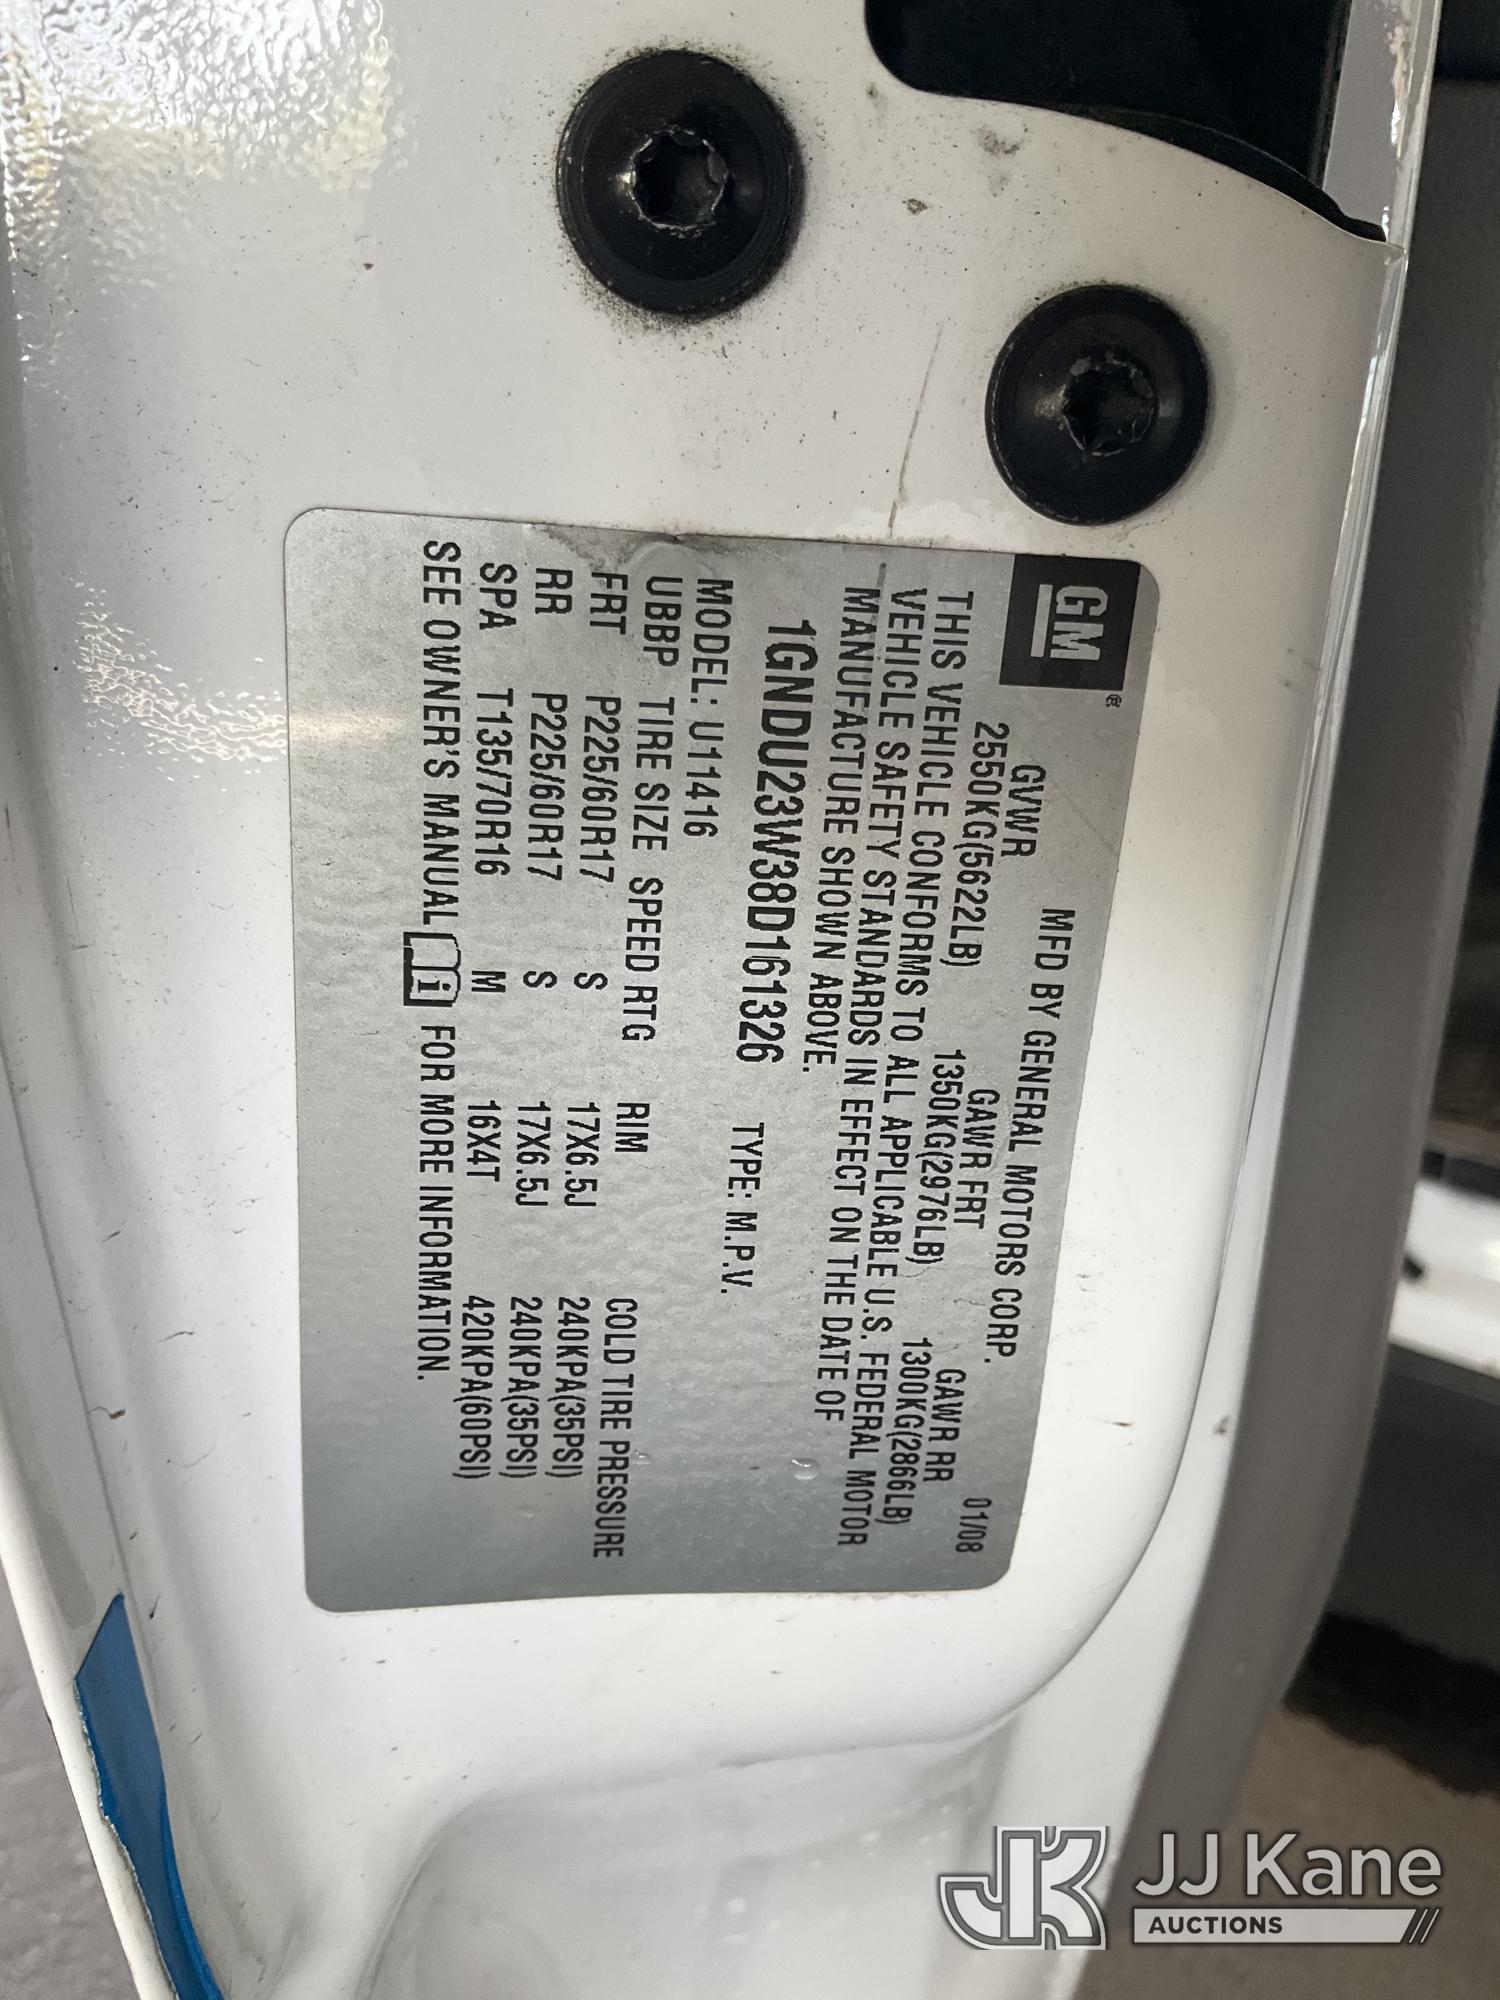 GM®
MFD BY GENERAL MOTORS CORP. 01/08
GVWR GAWR FRT GAWR RR
2550KG(5622LB) 1350KG(2976LB) 1300KG(2866LB)
THIS VEHICLE CONFORMS TO ALL APPLICABLE U.S. FEDERAL MOTOR
VEHICLE SAFETY STANDARDS IN EFFECT ON THE DATE OF
MANUFACTURE SHOWN ABOVE.
1GNDU23W38D161326 TYPE: M.P.V.
MODEL: U11416
UBBP TIRE SIZE SPEED RTG RIM COLD TIRE PRESSURE
FRT P225/60R17 S 17X6.5J 240KPA(35PSI)
RR P225/60R17 S 17X6.5J 240KPA(35PSI)
SPA T135/70R16 M 16X4T 420KPA(60PSI)
SEE OWNER'S MANUAL i FOR MORE INFORMATION.
JK JJ Kane
AUCTIONS